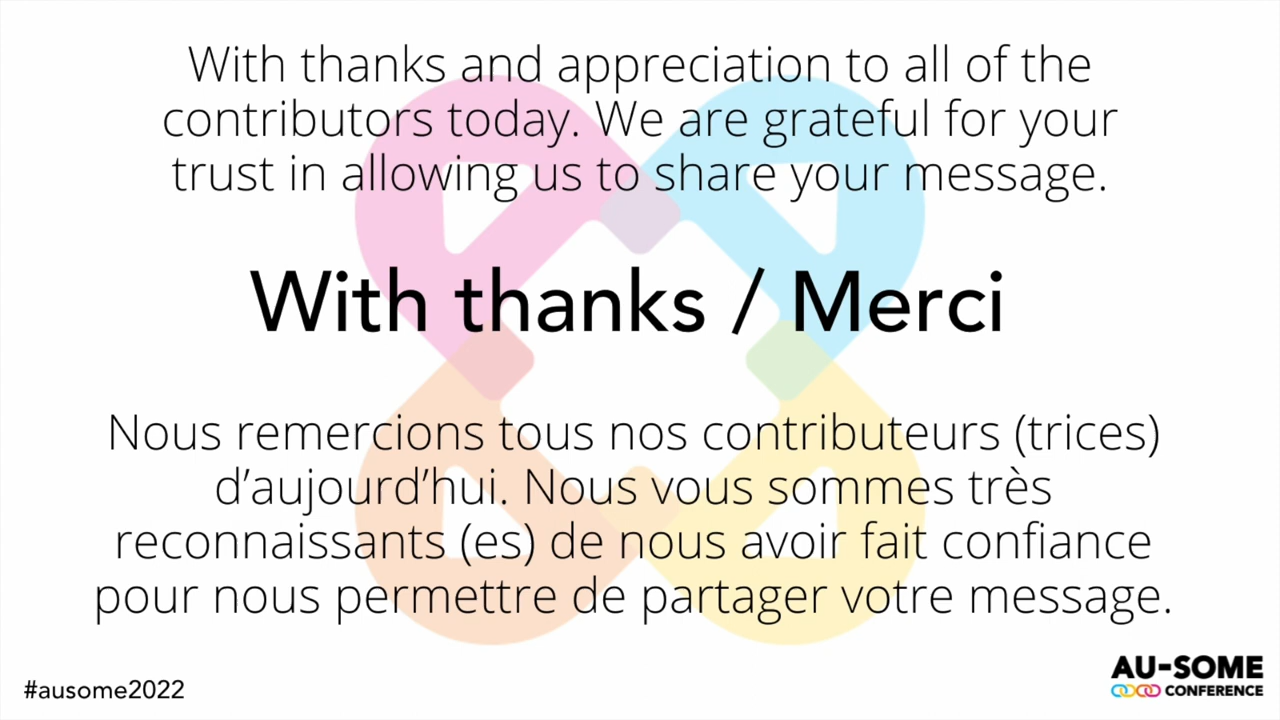 With thanks and appreciation to all of the
contributors today. We are grateful for your
trust in allowing us to share your message.
With thanks / Merci
Nous remercions tous nos contributeurs (trices)
d’aujourd’hui. Nous vous sommes très
reconnaissants (es) de nous avoir fait confiance
pour nous permettre de partager votre message.
#ausome2022
AU-SOME
CONFERENCE